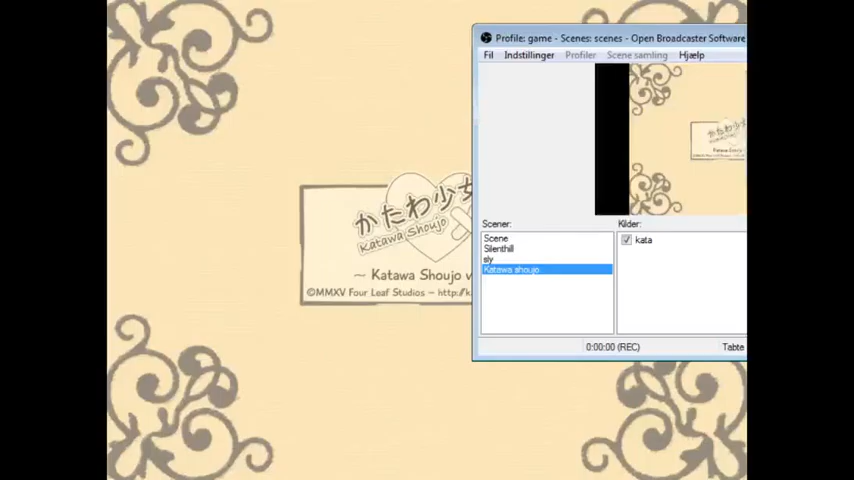 Profile: game - Scenes: scenes - Open Broadcaster Software
Fil Indstillinger Profiler Scene samling Hjælp
かたわ少女
Katawa Shoujo
~ Katawa Shoujo v
©MMXV Four Leaf Studios – http://k
Scener: Kilder:
Scene
Silenthill
sly
Katawa shoujo
kata
0:00:00 (REC) Tabte